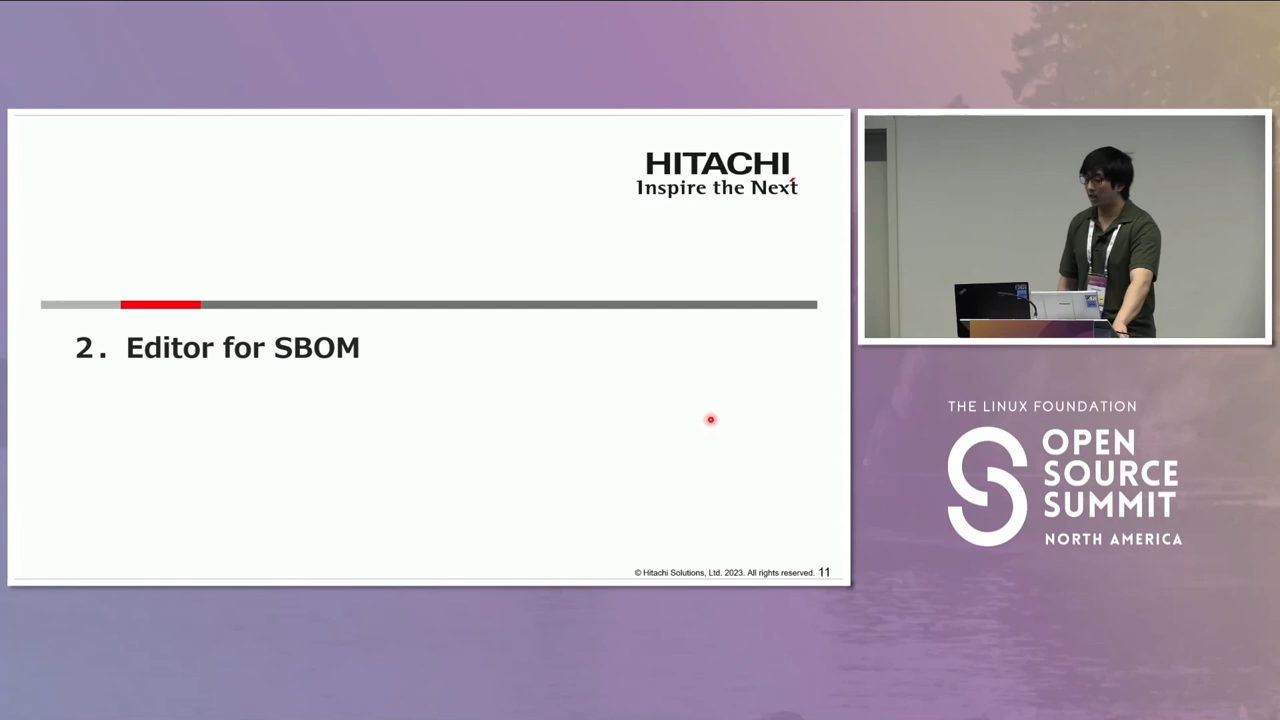 HITACHI
Inspire the Next
2. Editor for SBOM
© Hitachi Solutions, Ltd. 2023. All rights reserved. 11
THE LINUX FOUNDATION
OPEN
SOURCE
SUMMIT
NORTH AMERICA